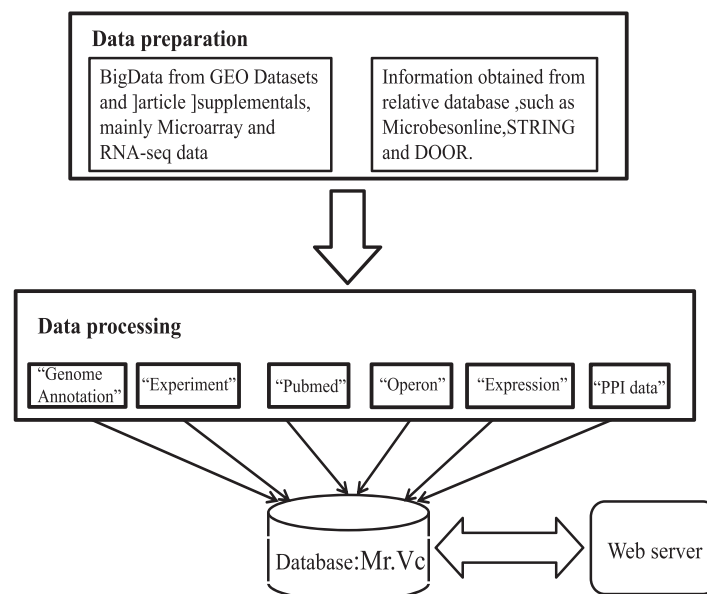 Data preparation
BigData from GEO Datasets
and ]article ]supplementals,
mainly Microarray and
RNA-seq data
Information obtained from
relative database ,such as
Microbesonline,STRING
and DOOR.
Data processing
“Genome
Annotation”
“Experiment”
“Pubmed”
“Operon”
“Expression”
“PPI data”
Database:Mr.Vc
Web server